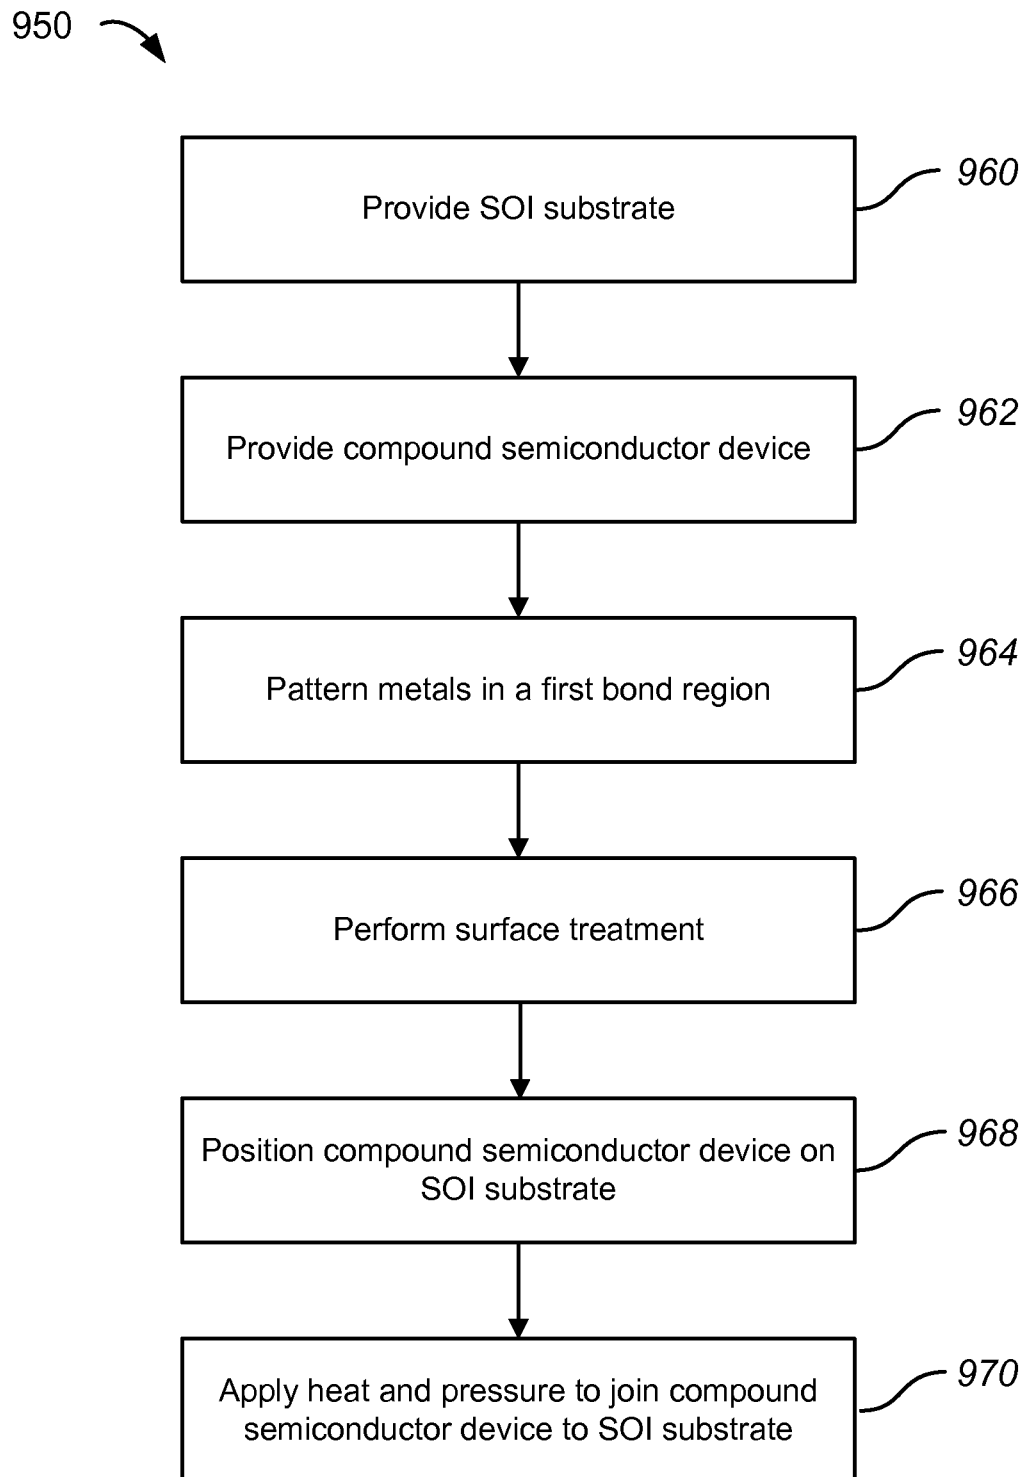 950
Provide SOI substrate
960
Provide compound semiconductor device
962
Pattern metals in a first bond region
964
Perform surface treatment
966
Position compound semiconductor device on
SOI substrate
968
Apply heat and pressure to join compound
semiconductor device to SOI substrate
970